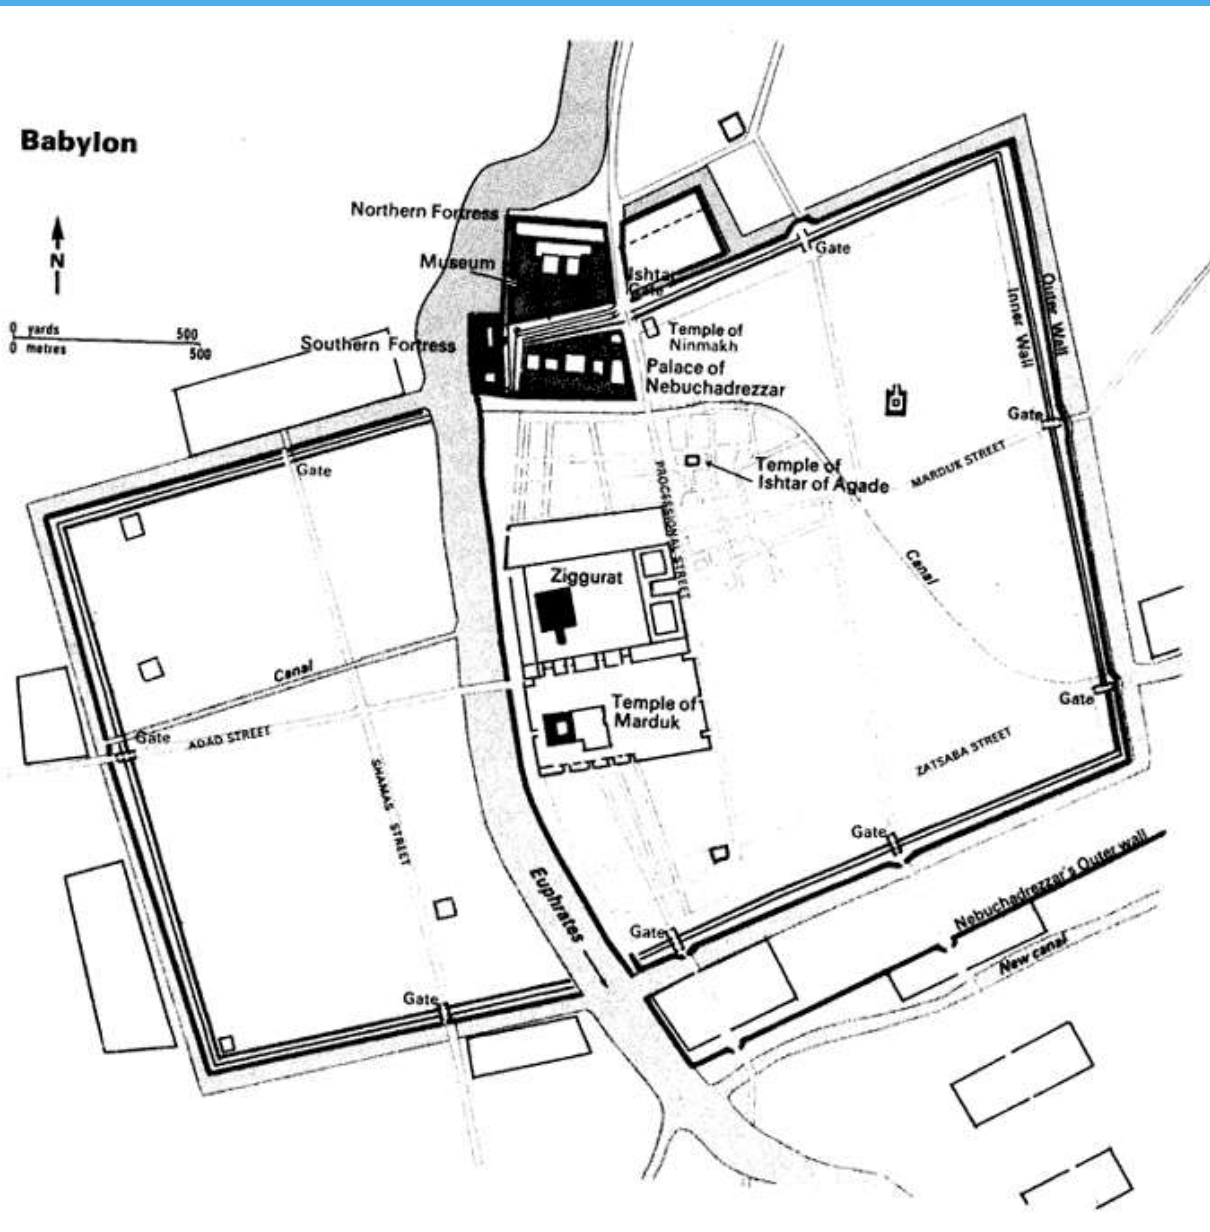 Babylon
N
0 yards 500
0 metres 500
Northern Fortress
Museum
Ishtar
Gate
Gate
Southern Fortress
Temple of
Ninmakh
Palace of
Nebuchadrezzar
Inner Wall
Outer Wall
Gate
MARDUK STREET
Gate
PROCESSIONAL STREET
Temple of
Ishtar of Agade
Canal
Ziggurat
Canal
Temple of
Marduk
Gate
Gate
ADAD STREET
SHAMAS STREET
ZATSABA STREET
Gate
Euphrates
Gate
Nebuchadrezzar's Outer wall
New canal
Gate